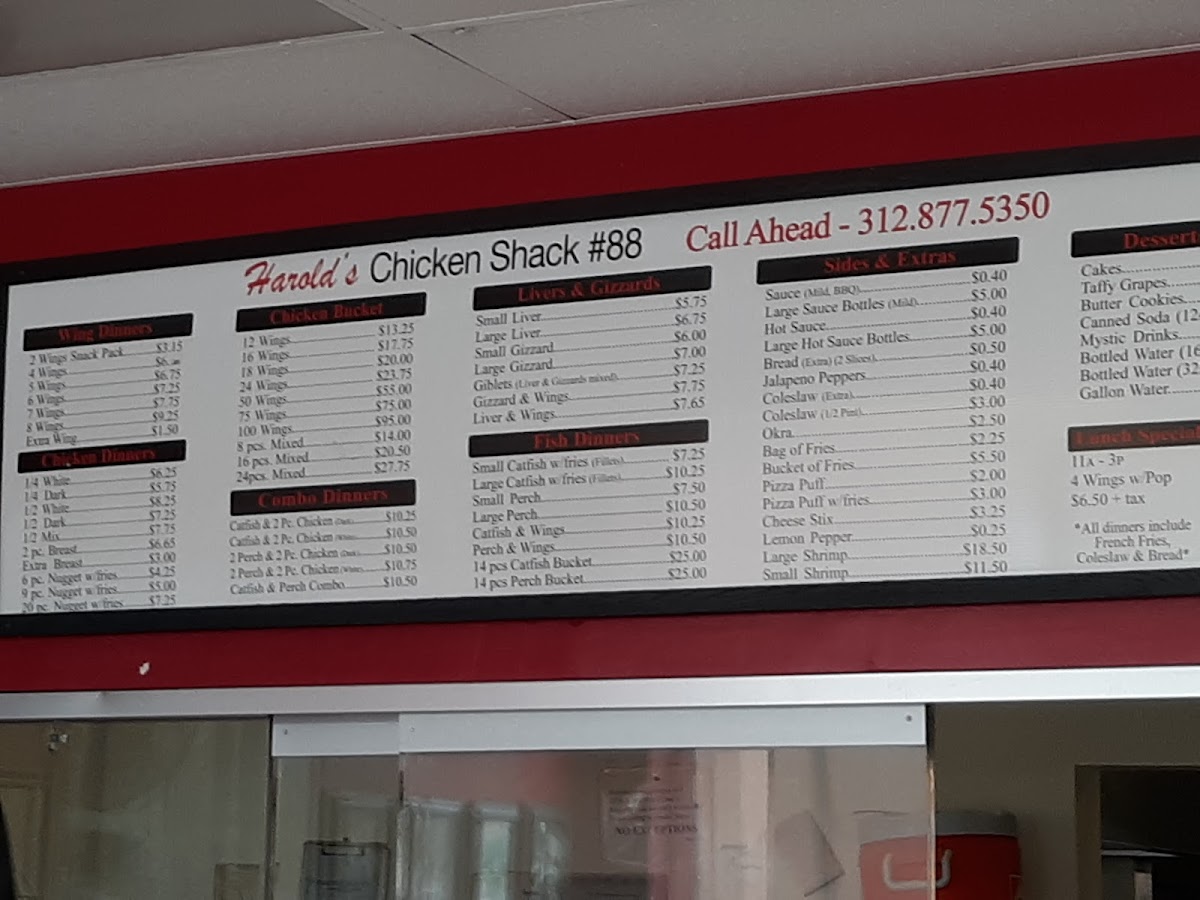 Harold's Chicken Shack #88
Call Ahead - 312.877.5350
Wing Dinners
2 Wings Snack Pack $3.15
4 Wings $6.
5 Wings $6.75
6 Wings $7.25
7 Wings $7.75
8 Wings $9.25
Extra Wing $1.50
Chicken Dinners
1/4 White $6.25
1/4 Dark $5.75
1/2 White $8.25
1/2 Dark $7.25
1/2 Mix $7.75
2 pc. Breast $6.65
Extra Breast $3.00
6 pc. Nugget w/fries $4.25
9 pc. Nugget w/fries $5.00
20 pc. Nugget w/fries $7.25
Chicken Bucket
12 Wings $13.25
16 Wings $17.75
18 Wings $20.00
24 Wings $23.75
50 Wings $55.00
75 Wings $75.00
100 Wings $95.00
8 pcs. Mixed $14.00
16 pcs. Mixed $20.50
24pcs. Mixed $27.75
Combo Dinners
Catfish & 2 Pc. Chicken (Dark) $10.25
Catfish & 2 Pc. Chicken (White) $10.50
2 Perch & 2 Pc. Chicken (Dark) $10.50
2 Perch & 2 Pc. Chicken (White) $10.75
Catfish & Perch Combo $10.50
Livers & Gizzards
Small Liver $5.75
Large Liver $6.75
Small Gizzard $6.00
Large Gizzard $7.00
Giblets (Liver & Gizzards mixed) $7.25
Gizzard & Wings $7.75
Liver & Wings $7.65
Fish Dinners
Small Catfish w/fries (Fillets) $7.25
Large Catfish w/fries (Fillets) $10.25
Small Perch $7.50
Large Perch $10.50
Catfish & Wings $10.25
Perch & Wings $10.50
14 pcs Catfish Bucket $25.00
14 pcs Perch Bucket $25.00
Sides & Extras
Sauce (Mild, BBQ) $0.40
Large Sauce Bottles (Mild) $5.00
Hot Sauce $0.40
Large Hot Sauce Bottles $5.00
Bread (Extra) (2 Slices) $0.50
Jalapeno Peppers $0.40
Coleslaw (Extra) $0.40
Coleslaw (1/2 Pint) $3.00
Okra $2.50
Bag of Fries $2.25
Bucket of Fries $5.50
Pizza Puff $2.00
Pizza Puff w/fries $3.00
Cheese Stix $3.25
Lemon Pepper $0.25
Large Shrimp $18.50
Small Shrimp $11.50
Dessert
Cakes
Taffy Grapes
Butter Cookies
Canned Soda (12
Mystic Drinks
Bottled Water (16
Bottled Water (32
Gallon Water
Lunch Special
11A - 3P
4 Wings w/Pop
$6.50 + tax
*All dinners include
French Fries,
Coleslaw & Bread*
NO EXCEPTIONS